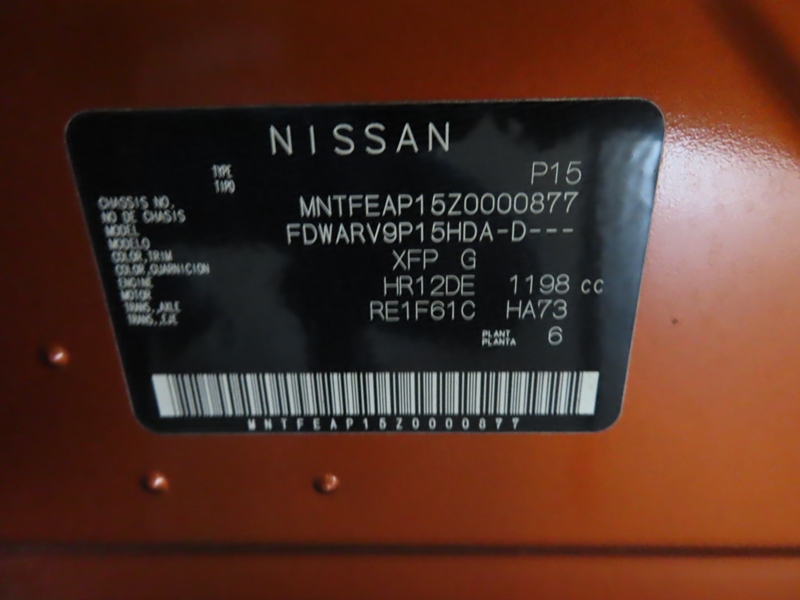 NISSAN
TYPE P15
TIPO
CHASSIS NO. MNTFEAP15Z0000877
NO DE CHASIS
MODEL FDWARV9P15HDA-D---
MODELO
COLOR,TRIM XFP G
COLOR,GUARNICION
ENGINE HR12DE 1198 cc
MOTOR
TRANS.,AXLE RE1F61C HA73
TRANS.,EJE
PLANT 6
PLANTA
MNTFEAP15Z0000877